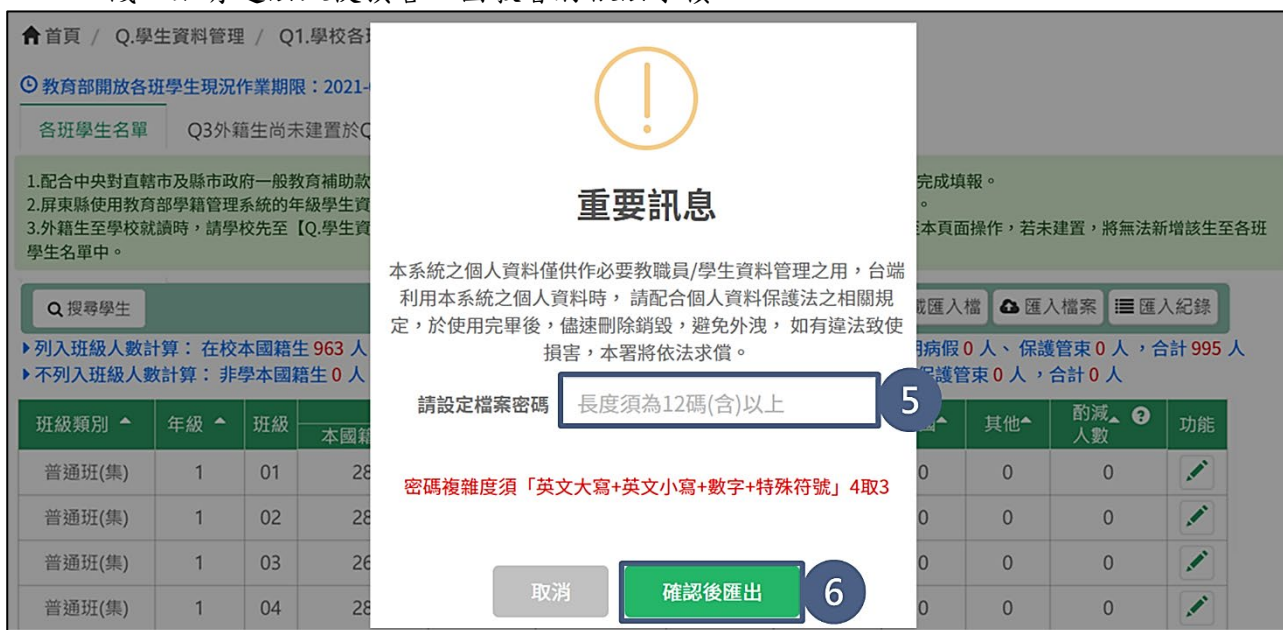 首頁 / Q.學生資料管理 / Q1.學校各班
教育部開放各班學生現況作業期限：2021-
各班學生名單 Q3外籍生尚未建置於Q
1.配合中央對直轄市及縣市政府一般教育補助款 完成填報。
2.屏東縣使用教育部學籍管理系統的年級學生資 。
3.外籍生至學校就讀時，請學校先至【Q.學生資 至本頁面操作，若未建置，將無法新增該生至各班
學生名單中。
重要訊息
本系統之個人資料僅供作必要教職員/學生資料管理之用，台端
利用本系統之個人資料時， 請配合個人資料保護法之相關規
定，於使用完畢後，儘速刪除銷毀，避免外洩， 如有違法致使
損害，本署將依法求償。
請設定檔案密碼 長度須為12碼(含)以上 5
密碼複雜度須「英文大寫+英文小寫+數字+特殊符號」4取3
取消 確認後匯出 6
搜尋學生 匯入檔 匯入檔案 匯入紀錄
列入班級人數計算： 在校本國籍生 963 人 期病假 0 人、 保護管束 0 人 ，合計 995 人
不列入班級人數計算： 非學本國籍生 0 人 保護管束 0 人 ， 合計 0 人
班級類別 年級 班級 本國籍 其他 酌減人數 功能
普通班(集) 1 01 28 0 0 0
普通班(集) 1 02 28 0 0 0
普通班(集) 1 03 26 0 0 0
普通班(集) 1 04 28 0 0 0